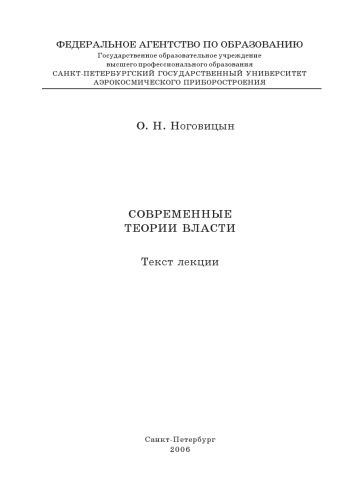 ФЕДЕРАЛЬНОЕ АГЕНТСТВО ПО ОБРАЗОВАНИЮ
Государственное образовательное учреждение
высшего профессионального образования
САНКТ-ПЕТЕРБУРГСКИЙ ГОСУДАРСТВЕННЫЙ УНИВЕРСИТЕТ
АЭРОКОСМИЧЕСКОГО ПРИБОРОСТРОЕНИЯ
О. Н. Ноговицын
СОВРЕМЕННЫЕ
ТЕОРИИ ВЛАСТИ
Текст лекции
Санкт-Петербург
2006